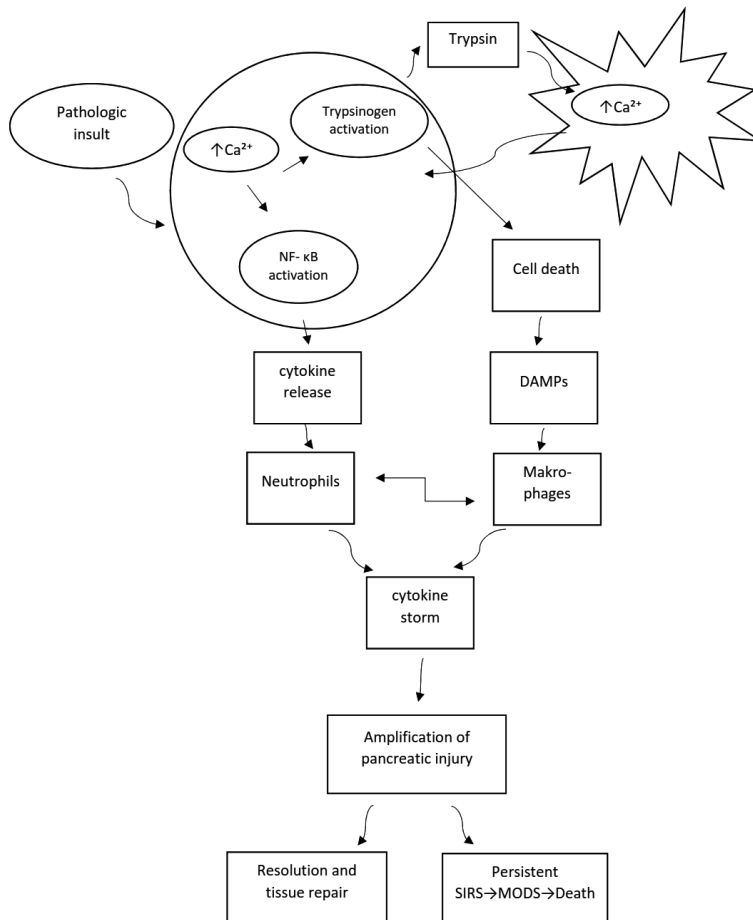 Trypsin
Pathologic
insult
Trypsinogen
activation
↑Ca²⁺
↑Ca²⁺
NF- κB
activation
Cell death
cytokine
release
DAMPs
Neutrophils
Makro-
phages
cytokine
storm
Amplification of
pancreatic injury
Resolution and
tissue repair
Persistent
SIRS→MODS→Death